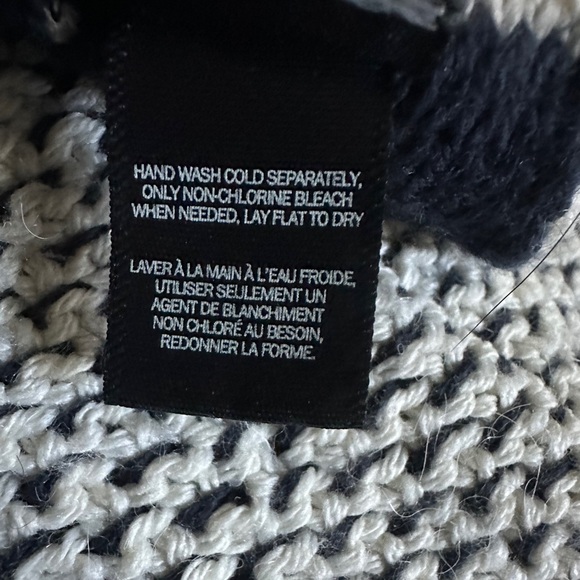 HAND WASH COLD SEPARATELY,
ONLY NON-CHLORINE BLEACH
WHEN NEEDED, LAY FLAT TO DRY
LAVER À LA MAIN À L'EAU FROIDE,
UTILISER SEULEMENT UN
AGENT DE BLANCHIMENT
NON CHLORÉ AU BESOIN,
REDONNER LA FORME.